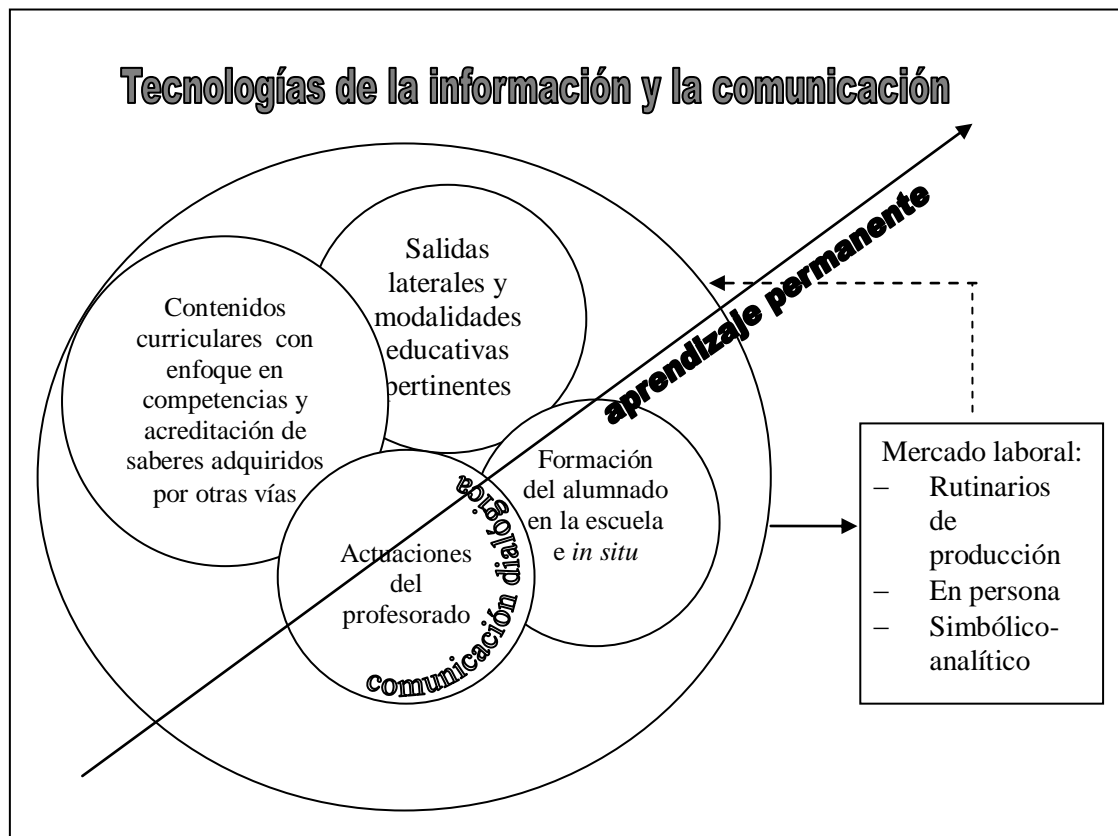 Tecnologías de la información y la comunicación
Salidas
laterales y
modalidades
educativas
pertinentes
Contenidos
curriculares con
enfoque en
competencias y
acreditación de
saberes adquiridos
por otras vías
aprendizaje permanente
Formación
del alumnado
en la escuela
e in situ
Actuaciones
del
profesorado
comunicación dialógica
Mercado laboral:
– Rutinarios
de
producción
– En persona
– Simbólico-
analítico